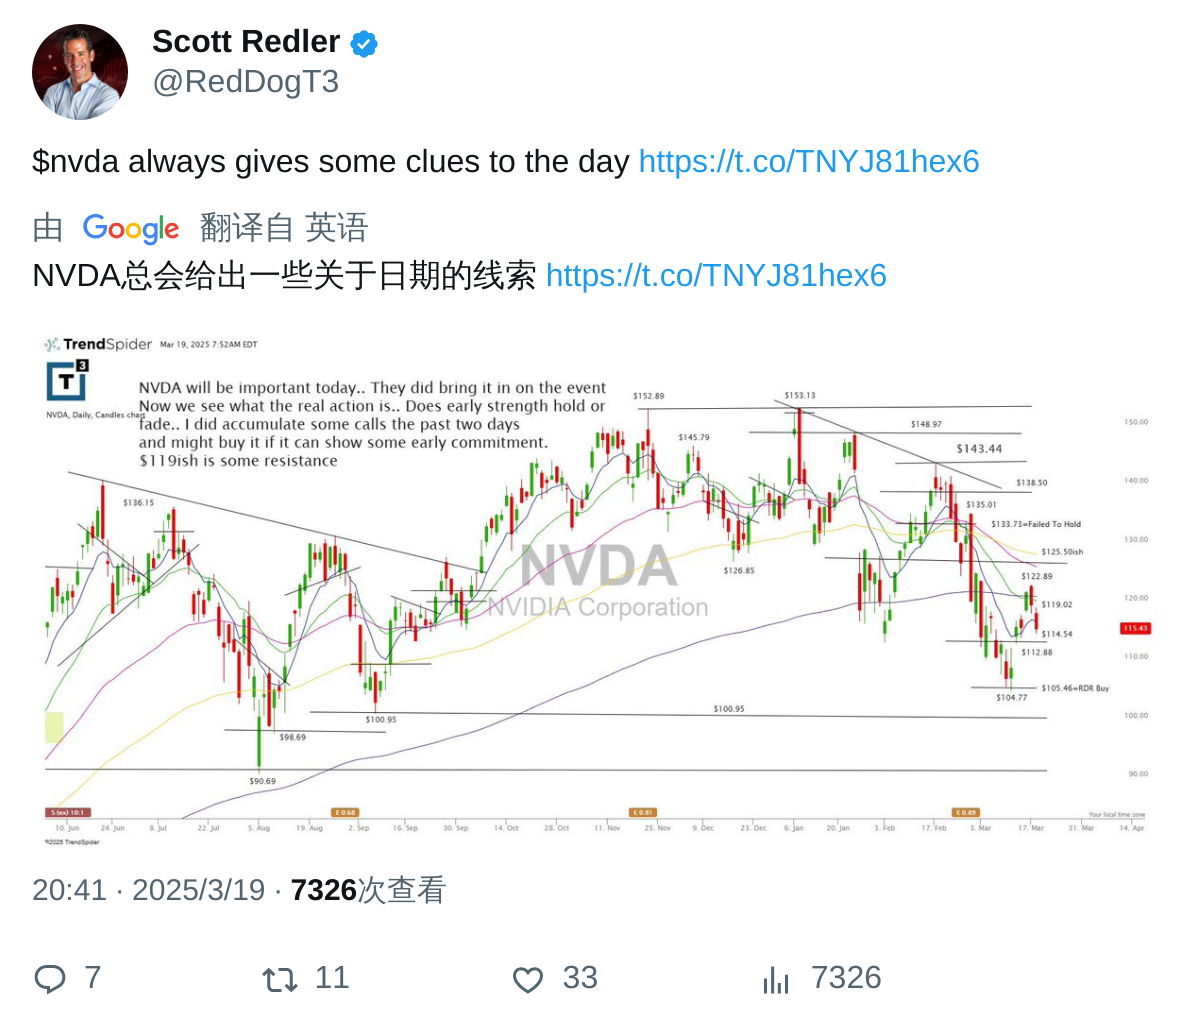 Scott Redler
@RedDogT3
$nvda always gives some clues to the day https://t.co/TNYJ81hex6
由 Google 翻译自 英语
NVDA总会给出一些关于日期的线索 https://t.co/TNYJ81hex6
TrendSpider Mar 19, 2025 7:52AM EDT
T3
NVDA, Daily, Candles chart
NVDA will be important today.. They did bring it in on the event
Now we see what the real action is.. Does early strength hold or
fade.. I did accumulate some calls the past two days
and might buy it if it can show some early commitment.
$119ish is some resistance
$152.89
$153.13
150.00
$148.97
$145.79
$143.44
140.00
$138.50
$136.15
$135.01
$133.73=Failed To Hold
130.00
$125.50ish
$126.85
$122.89
NVDA
NVIDIA Corporation
120.00
$119.02
115.43
$114.54
$112.88
110.00
$105.46=RDR Buy
$104.77
$100.95
$100.95
100.00
$98.69
$90.69
90.00
S (ex) 10:1
E 0.68
E 0.81
E 0.89
Your local time zone
10. Jun 24. Jun 8. Jul 22. Jul 5. Aug 19. Aug 2. Sep 16. Sep 30. Sep 14. Oct 28. Oct 11. Nov 25. Nov 9. Dec 23. Dec 6. Jan 20. Jan 3. Feb 17. Feb 3. Mar 17. Mar 31. Mar 14. Apr
©2025 TrendSpider
20:41 · 2025/3/19 · 7326次查看
7 11 33 7326